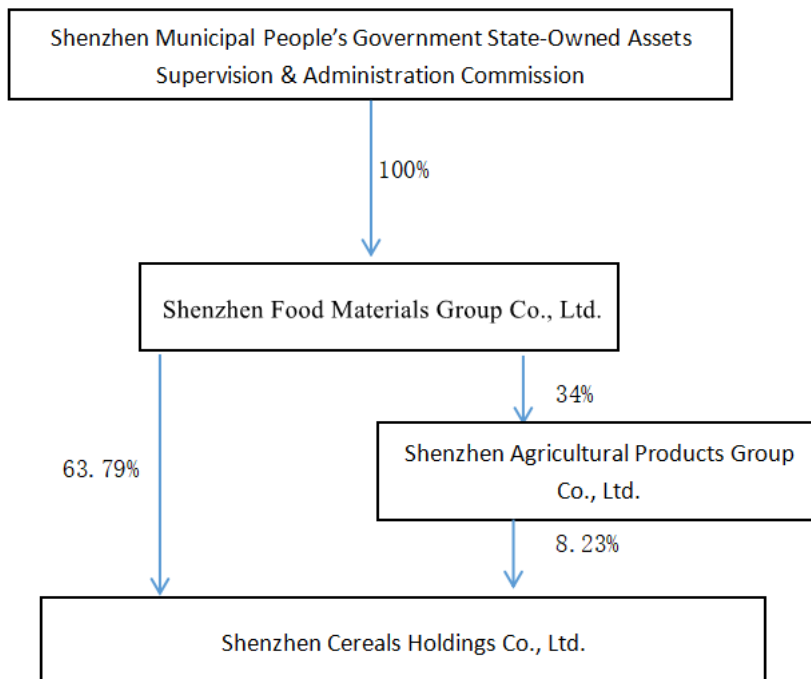 Shenzhen Municipal People’s Government State-Owned Assets
Supervision & Administration Commission
100%
Shenzhen Food Materials Group Co., Ltd.
34%
63.79%
Shenzhen Agricultural Products Group
Co., Ltd.
8.23%
Shenzhen Cereals Holdings Co., Ltd.